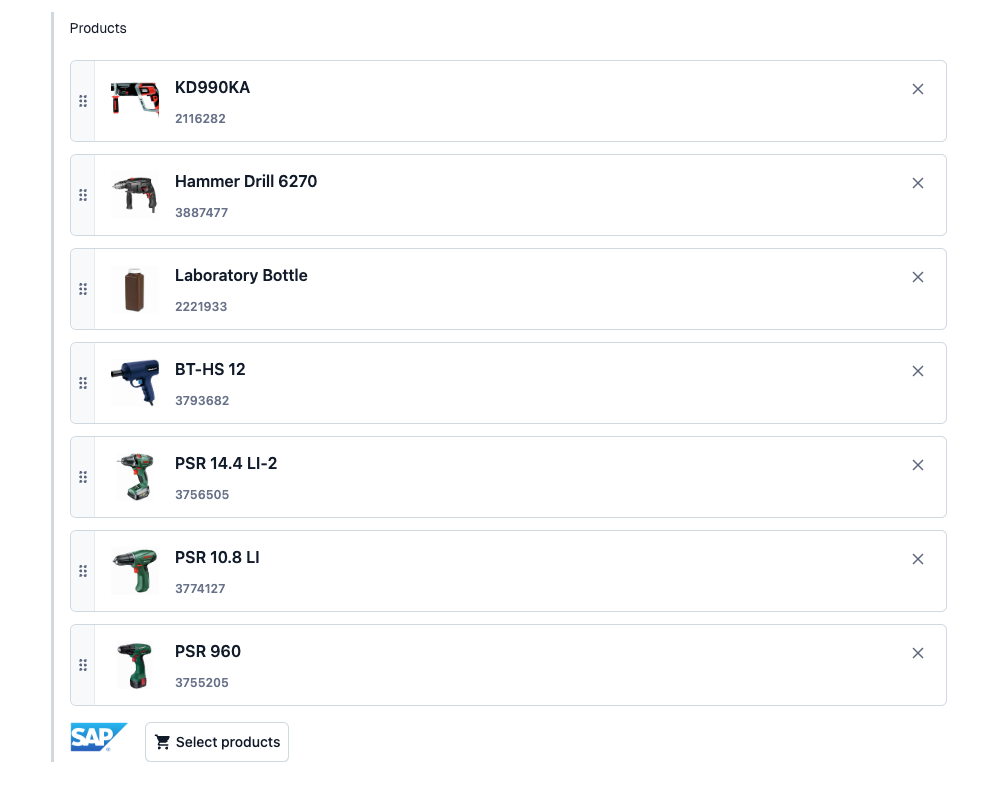 Products
KD990KA
2116282
Hammer Drill 6270
3887477
Laboratory Bottle
2221933
BT-HS 12
3793682
PSR 14.4 LI-2
3756505
PSR 10.8 LI
3774127
PSR 960
3755205
SAP
Select products